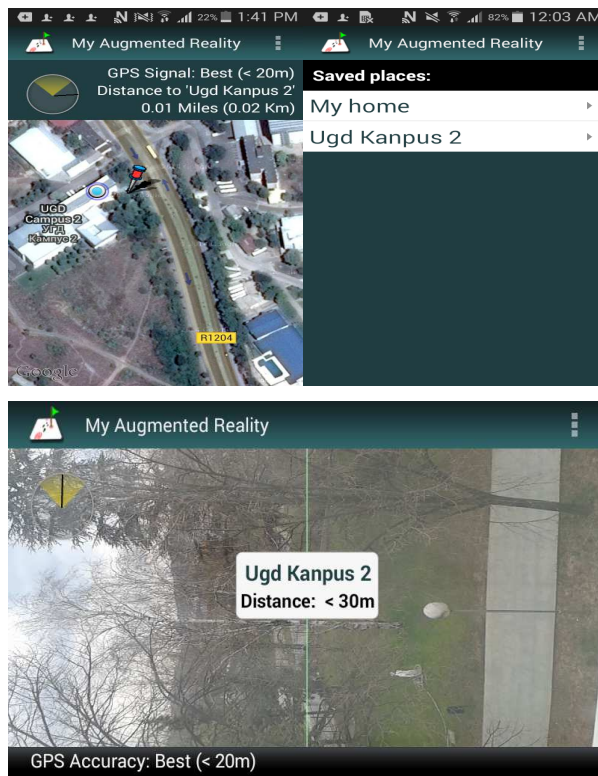 22% 1:41 PM
My Augmented Reality
GPS Signal: Best (< 20m)
Distance to 'Ugd Kanpus 2'
0.01 Miles (0.02 Km)
UGD
Campus 2
УГД
Кампус 2
R1204
Google
82% 12:03 AM
My Augmented Reality
Saved places:
My home
Ugd Kanpus 2
My Augmented Reality
Ugd Kanpus 2
Distance: < 30m
GPS Accuracy: Best (< 20m)